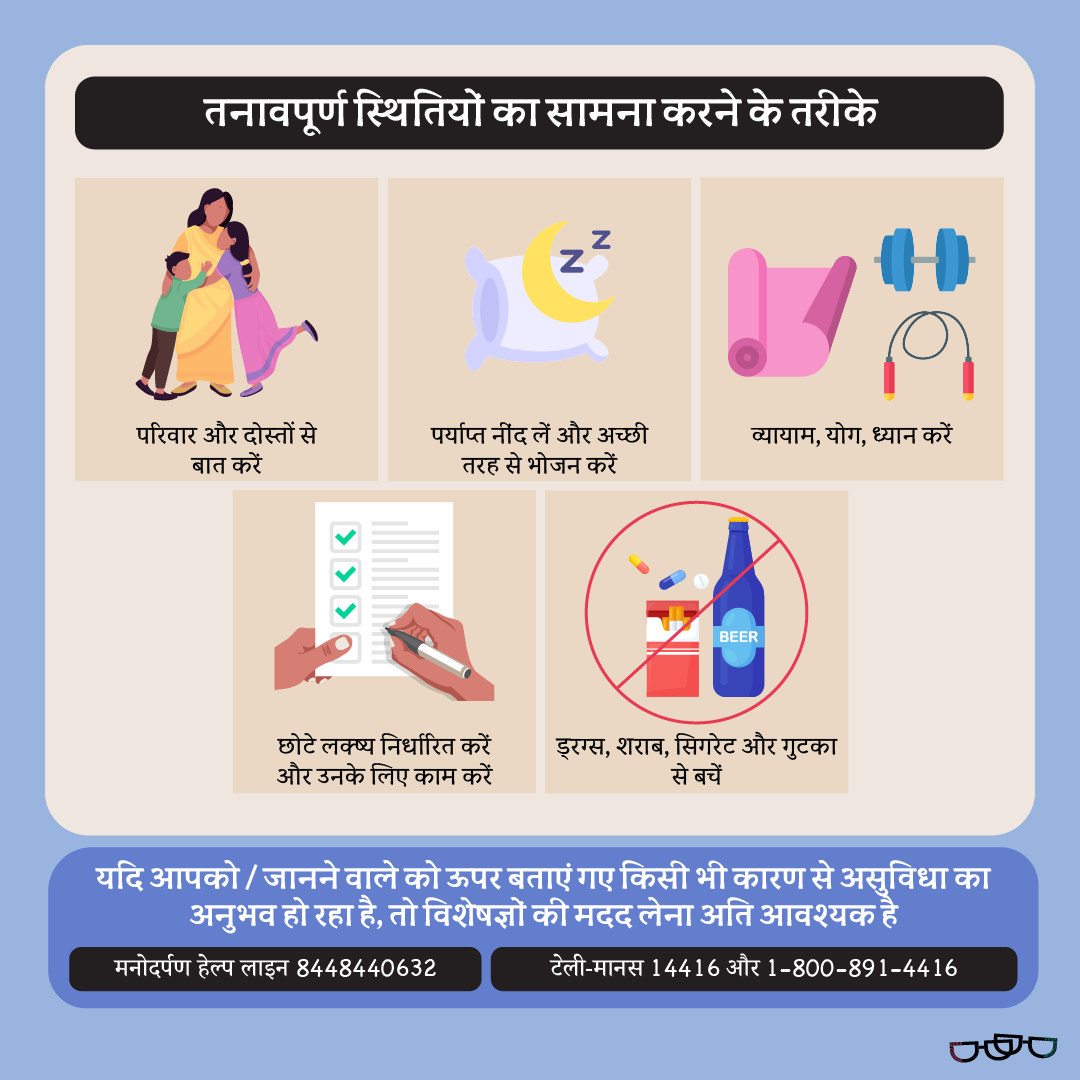 तनावपूर्ण स्थितियों का सामना करने के तरीके
परिवार और दोस्तों से
बात करें
पर्याप्त नींद लें और अच्छी
तरह से भोजन करें
व्यायाम, योग, ध्यान करें
छोटे लक्ष्य निर्धारित करें
और उनके लिए काम करें
BEER
ड्रग्स, शराब, सिगरेट और गुटका
से बचें
यदि आपको / जानने वाले को ऊपर बताएं गए किसी भी कारण से असुविधा का
अनुभव हो रहा है, तो विशेषज्ञों की मदद लेना अति आवश्यक है
मनोदर्पण हेल्प लाइन 8448440632
टेली-मानस 14416 और 1-800-891-4416